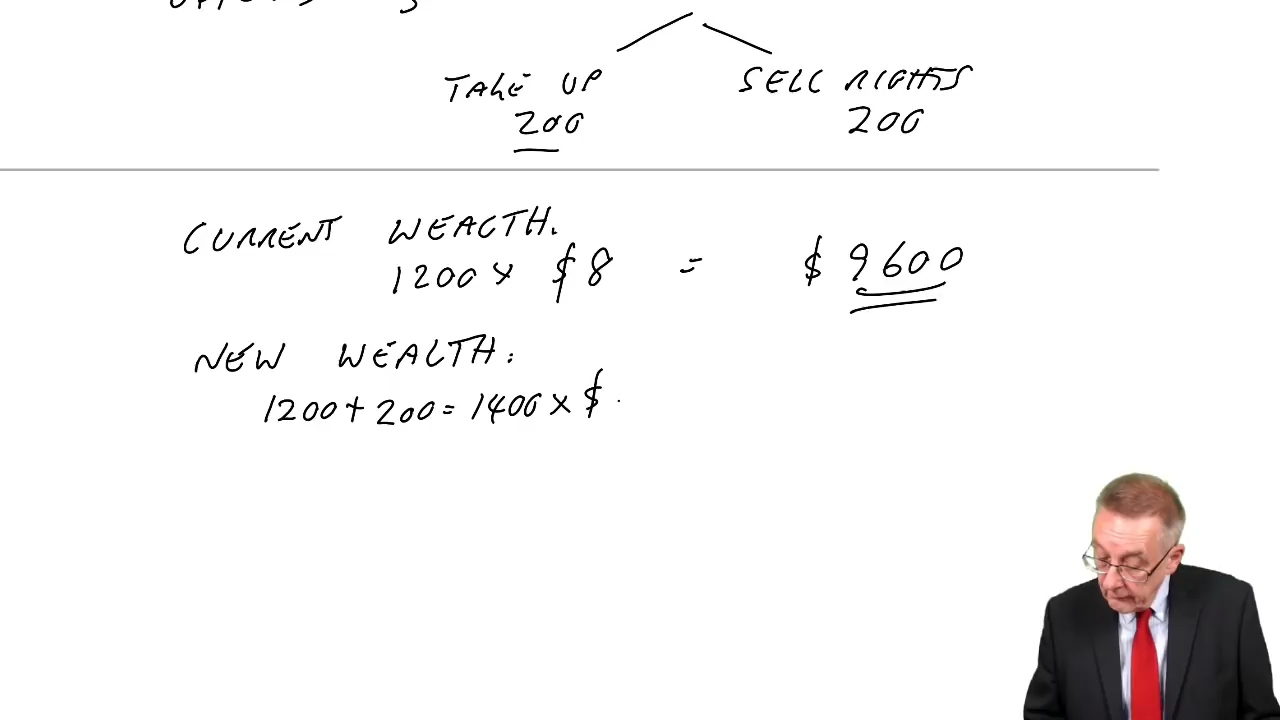 TAKE UP SELL RIGHTS
200 200
CURRENT WEALTH.
1200 × $8 = $9600
NEW WEALTH:
1200 + 200 = 1400 × $